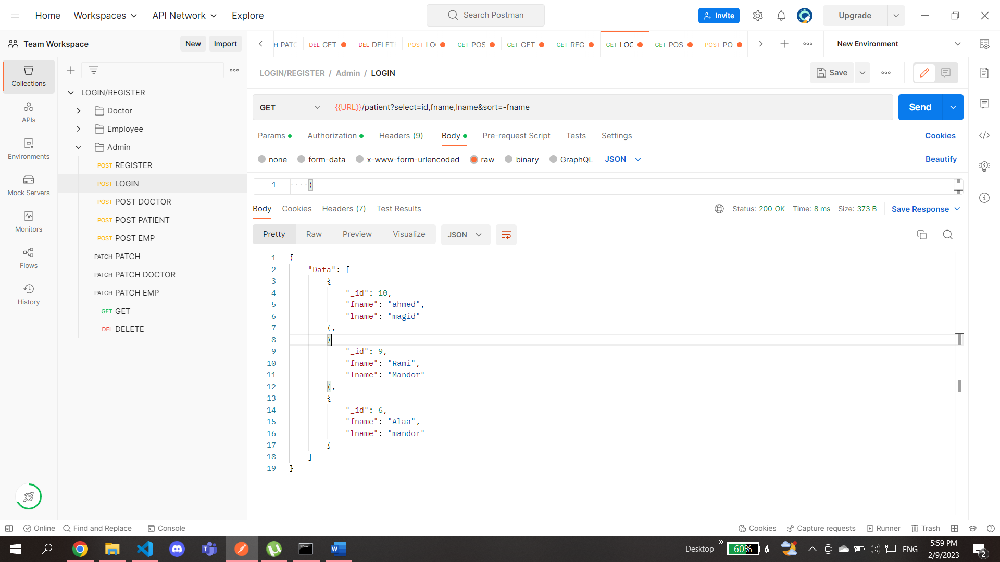 Home Workspaces API Network Explore Search Postman Invite Upgrade
Team Workspace New Import PATC DEL GET DEL DELET POST LO GET POS GET GET GET REG GET LOG GET POS POST PO New Environment
LOGIN/REGISTER / Admin / LOGIN Save
Collections
APIs
Environments
Mock Servers
Monitors
Flows
History
LOGIN/REGISTER
Doctor
Employee
Admin
POST REGISTER
POST LOGIN
POST POST DOCTOR
POST POST PATIENT
POST POST EMP
PATCH PATCH
PATCH PATCH DOCTOR
PATCH PATCH EMP
GET GET
DEL DELETE
GET {{URL}}/patient?select=id,fname,lname&sort=-fname Send
Params Authorization Headers (9) Body Pre-request Script Tests Settings Cookies
none form-data x-www-form-urlencoded raw binary GraphQL JSON Beautify
1 {
Body Cookies Headers (7) Test Results Status: 200 OK Time: 8 ms Size: 373 B Save Response
Pretty Raw Preview Visualize JSON
1 {
2 "Data": [
3 {
4 "_id": 10,
5 "fname": "ahmed",
6 "lname": "magid"
7 },
8 {
9 "_id": 9,
10 "fname": "Rami",
11 "lname": "Mandor"
12 },
13 {
14 "_id": 6,
15 "fname": "Alaa",
16 "lname": "mandor"
17 }
18 ]
19 }
Online Find and Replace Console Cookies Capture requests Runner Trash
Desktop 60% ENG 5:59 PM
2/9/2023 2